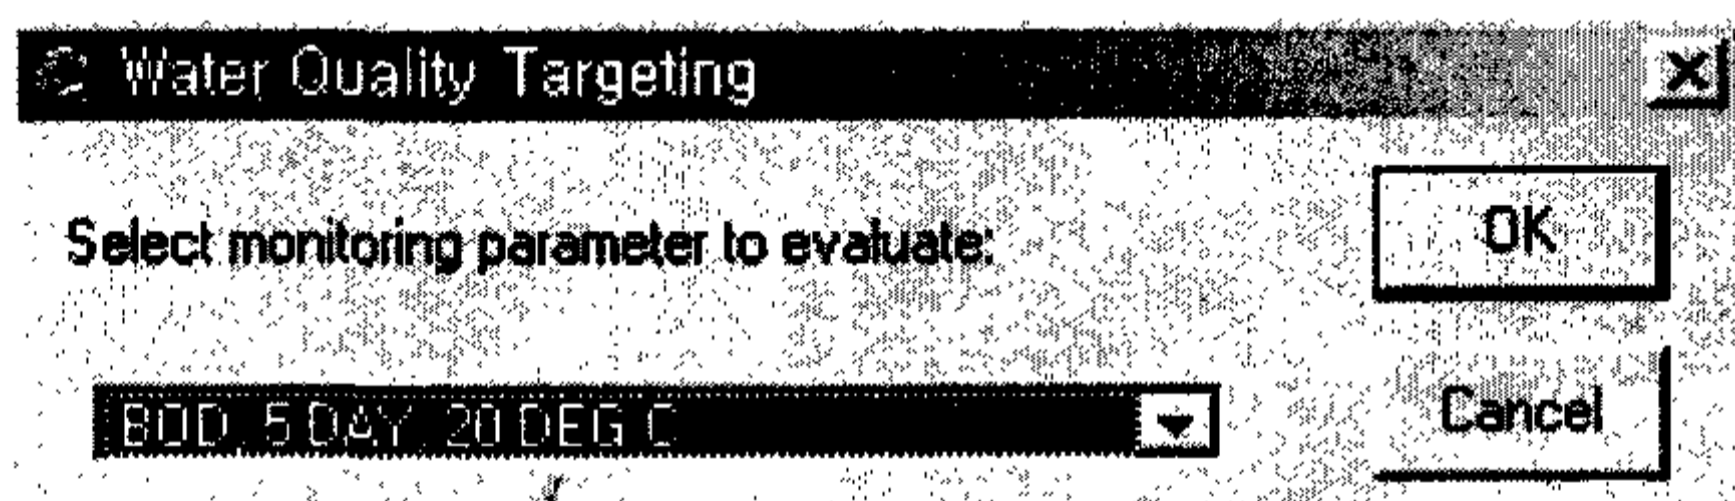 Water Quality Targeting
Select monitoring parameter to evaluate:
OK
BOD 5 DAY 20 DEG C
Cancel